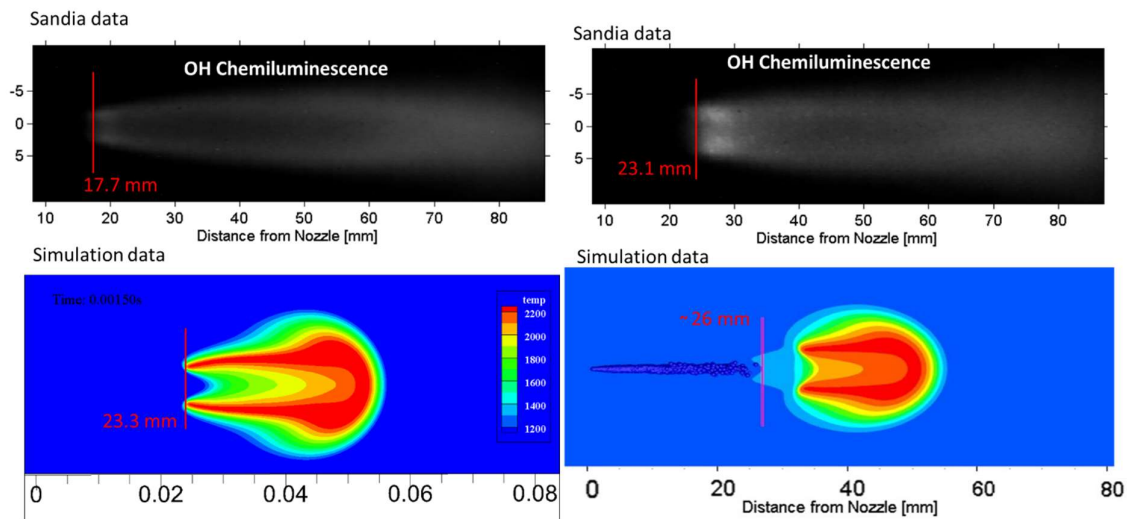 Sandia data
OH Chemiluminescence
-5
0
5
17.7 mm
10 20 30 40 50 60 70 80
Distance from Nozzle [mm]
Sandia data
OH Chemiluminescence
-5
0
5
23.1 mm
10 20 30 40 50 60 70 80
Distance from Nozzle [mm]
Simulation data
Time: 0.00150s
temp
2200
2000
1800
1600
1400
1200
23.3 mm
0 0.02 0.04 0.06 0.08
Simulation data
~26 mm
0 20 40 60 80
Distance from Nozzle [mm]